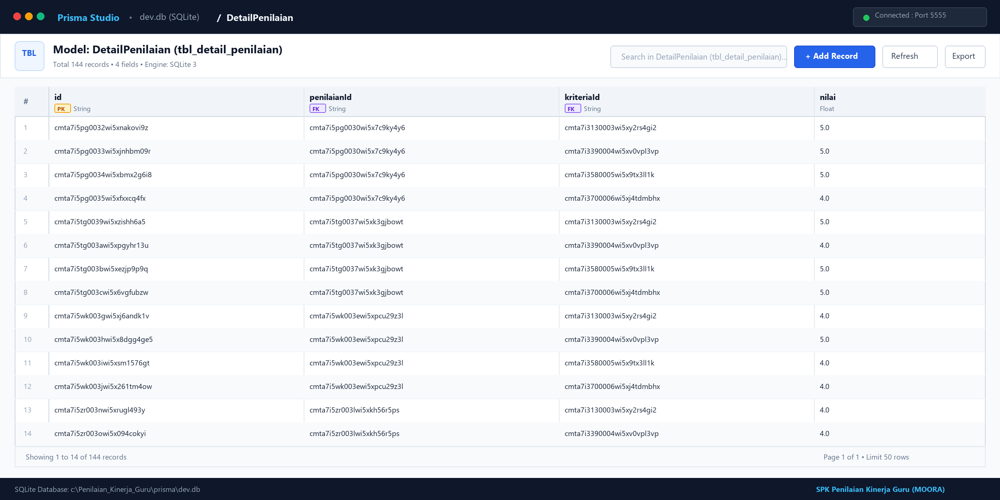 Prisma Studio • dev.db (SQLite) / DetailPenilaian
Connected : Port 5555
TBL
Model: DetailPenilaian (tbl_detail_penilaian)
Total 144 records • 4 fields • Engine: SQLite 3
Search in DetailPenilaian (tbl_detail_penilaian)...
+ Add Record
Refresh
Export
# id penilaianId kriteriaId nilai
PK String FK String FK String Float
1 cmta7i5pg0032wi5xnakovi9z cmta7i5pg0030wi5x7c9ky4y6 cmta7i3130003wi5xy2rs4gi2 5.0
2 cmta7i5pg0033wi5xjnhbm09r cmta7i5pg0030wi5x7c9ky4y6 cmta7i3390004wi5xv0vpl3vp 5.0
3 cmta7i5pg0034wi5xbmx2g6i8 cmta7i5pg0030wi5x7c9ky4y6 cmta7i3580005wi5x9tx3ll1k 5.0
4 cmta7i5pg0035wi5xfxxcq4fx cmta7i5pg0030wi5x7c9ky4y6 cmta7i3700006wi5xj4tdmbhx 4.0
5 cmta7i5tg0039wi5xzishh6a5 cmta7i5tg0037wi5xk3gjbowt cmta7i3130003wi5xy2rs4gi2 5.0
6 cmta7i5tg003awi5xpgyhr13u cmta7i5tg0037wi5xk3gjbowt cmta7i3390004wi5xv0vpl3vp 4.0
7 cmta7i5tg003bwi5xezjp9p9q cmta7i5tg0037wi5xk3gjbowt cmta7i3580005wi5x9tx3ll1k 5.0
8 cmta7i5tg003cwi5x6vgfubzw cmta7i5tg0037wi5xk3gjbowt cmta7i3700006wi5xj4tdmbhx 5.0
9 cmta7i5wk003gwi5xj6andk1v cmta7i5wk003ewi5xpcu29z3l cmta7i3130003wi5xy2rs4gi2 4.0
10 cmta7i5wk003hwi5x8dgg4ge5 cmta7i5wk003ewi5xpcu29z3l cmta7i3390004wi5xv0vpl3vp 5.0
11 cmta7i5wk003iwi5xsm1576gt cmta7i5wk003ewi5xpcu29z3l cmta7i3580005wi5x9tx3ll1k 4.0
12 cmta7i5wk003jwi5x261tm4ow cmta7i5wk003ewi5xpcu29z3l cmta7i3700006wi5xj4tdmbhx 4.0
13 cmta7i5zr003nwi5xrugl493y cmta7i5zr003lwi5xkh56r5ps cmta7i3130003wi5xy2rs4gi2 4.0
14 cmta7i5zr003owi5x094cokyi cmta7i5zr003lwi5xkh56r5ps cmta7i3390004wi5xv0vpl3vp 4.0
Showing 1 to 14 of 144 records
Page 1 of 1 • Limit 50 rows
SQLite Database: c:\Penilaian_Kinerja_Guru\prisma\dev.db
SPK Penilaian Kinerja Guru (MOORA)